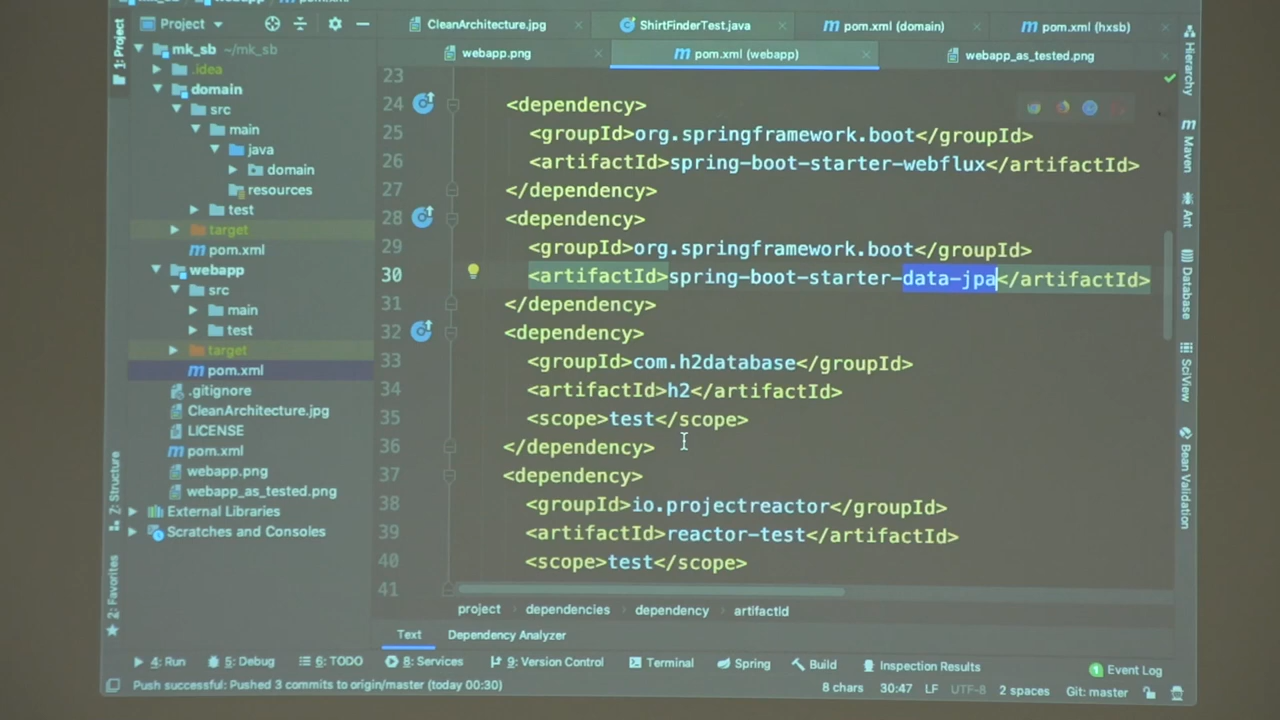 Project
CleanArchitecture.jpg
ShirtFinderTest.java
pom.xml (domain)
pom.xml (hxsb)
webapp.png
pom.xml (webapp)
webapp_as_tested.png
1: Project
mk_sb ~/mk_sb
.idea
domain
src
main
java
domain
resources
test
target
pom.xml
webapp
src
main
test
target
pom.xml
.gitignore
CleanArchitecture.jpg
LICENSE
pom.xml
webapp.png
webapp_as_tested.png
External Libraries
Scratches and Consoles
7: Structure
2: Favorites
23
24 <dependency>
25 <groupId>org.springframework.boot</groupId>
26 <artifactId>spring-boot-starter-webflux</artifactId>
27 </dependency>
28 <dependency>
29 <groupId>org.springframework.boot</groupId>
30 <artifactId>spring-boot-starter-data-jpa</artifactId>
31 </dependency>
32 <dependency>
33 <groupId>com.h2database</groupId>
34 <artifactId>h2</artifactId>
35 <scope>test</scope>
36 </dependency>
37 <dependency>
38 <groupId>io.projectreactor</groupId>
39 <artifactId>reactor-test</artifactId>
40 <scope>test</scope>
41
Hierarchy
Maven
Ant
Database
SciView
Bean Validation
project dependencies dependency artifactId
Text Dependency Analyzer
4: Run 5: Debug 6: TODO 8: Services 9: Version Control Terminal Spring Build Inspection Results 1 Event Log
Push successful: Pushed 3 commits to origin/master (today 00:30) 8 chars 30:47 LF UTF-8 2 spaces Git: master